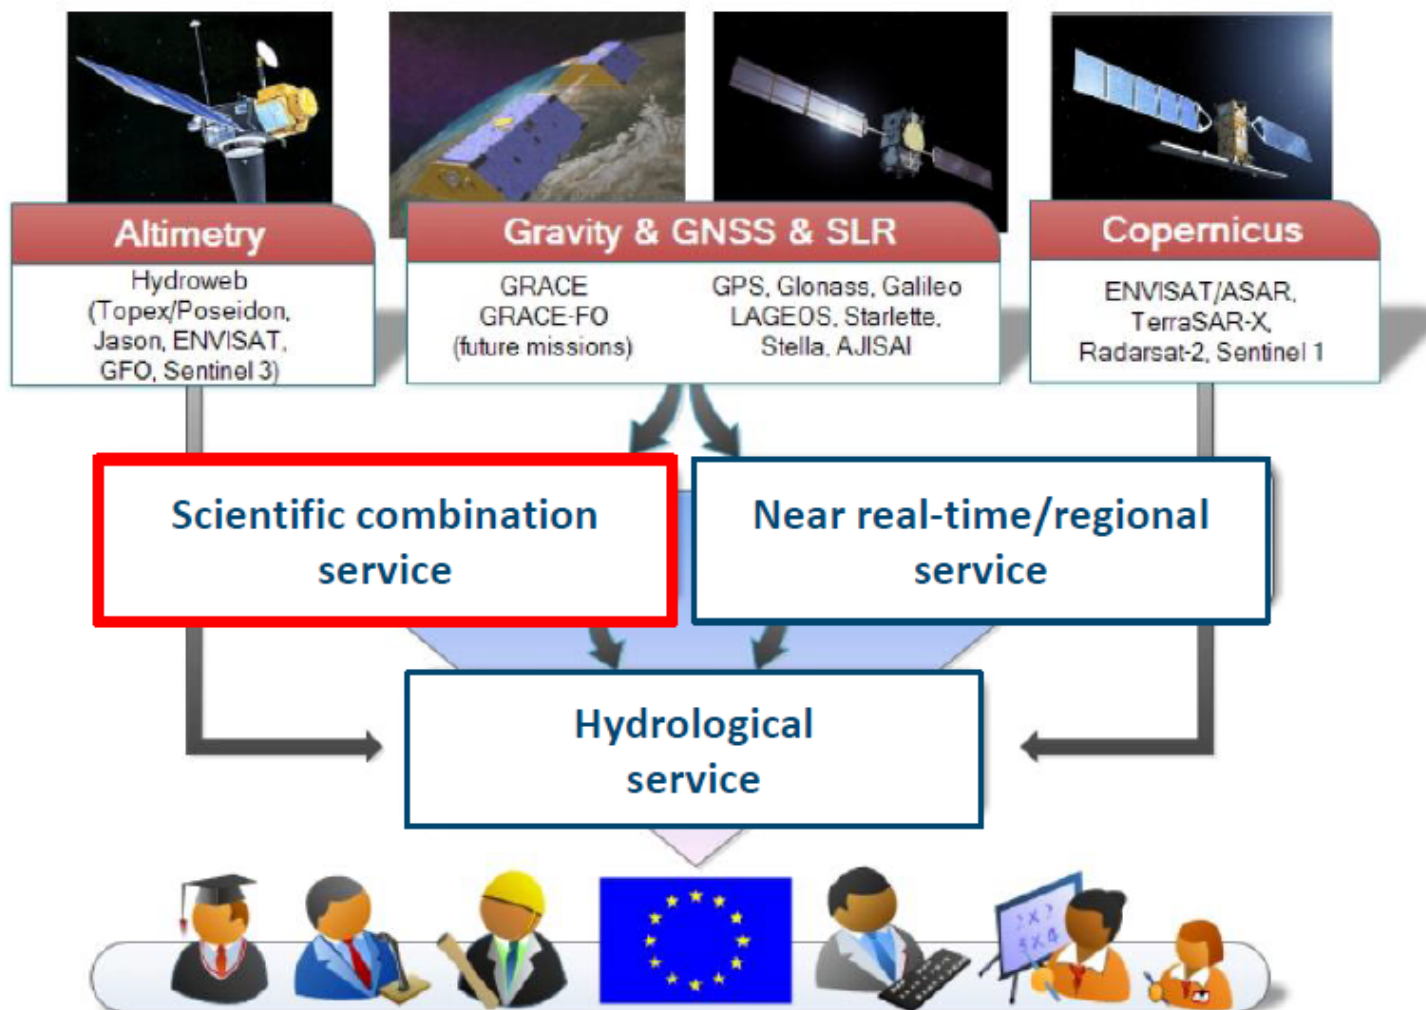 Altimetry
Hydroweb
(Topex/Poseidon,
Jason, ENVISAT,
GFO, Sentinel 3)
Gravity & GNSS & SLR
GRACE
GRACE-FO
(future missions)
GPS, Glonass, Galileo
LAGEOS, Starlette,
Stella, AJISAI
Copernicus
ENVISAT/ASAR,
TerraSAR-X,
Radarsat-2, Sentinel 1
Scientific combination
service
Near real-time/regional
service
Hydrological
service